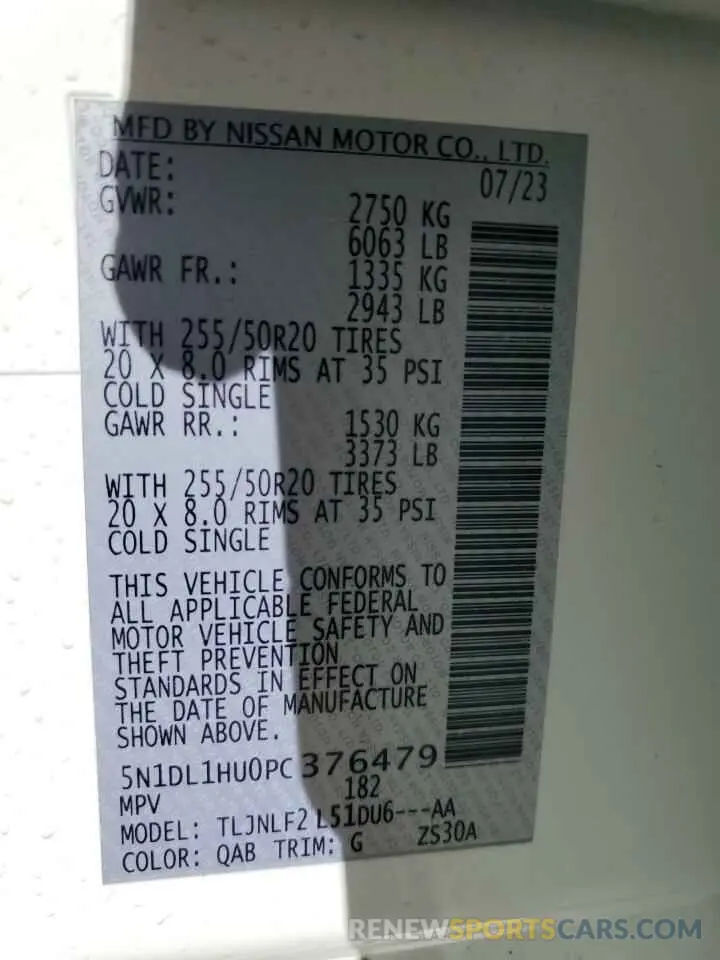 MFD BY NISSAN MOTOR CO., LTD.
DATE: 07/23
GVWR: 2750 KG
6063 LB
GAWR FR.: 1335 KG
2943 LB
WITH 255/50R20 TIRES
20 X 8.0 RIMS AT 35 PSI
COLD SINGLE
GAWR RR.: 1530 KG
3373 LB
WITH 255/50R20 TIRES
20 X 8.0 RIMS AT 35 PSI
COLD SINGLE
THIS VEHICLE CONFORMS TO
ALL APPLICABLE FEDERAL
MOTOR VEHICLE SAFETY AND
THEFT PREVENTION
STANDARDS IN EFFECT ON
THE DATE OF MANUFACTURE
SHOWN ABOVE.
5N1DL1HU0PC376479
MPV 182
MODEL: TLJNLF2 L51DU6---AA
COLOR: QAB TRIM: G ZS30A
RENEWSPORTSCARS.COM